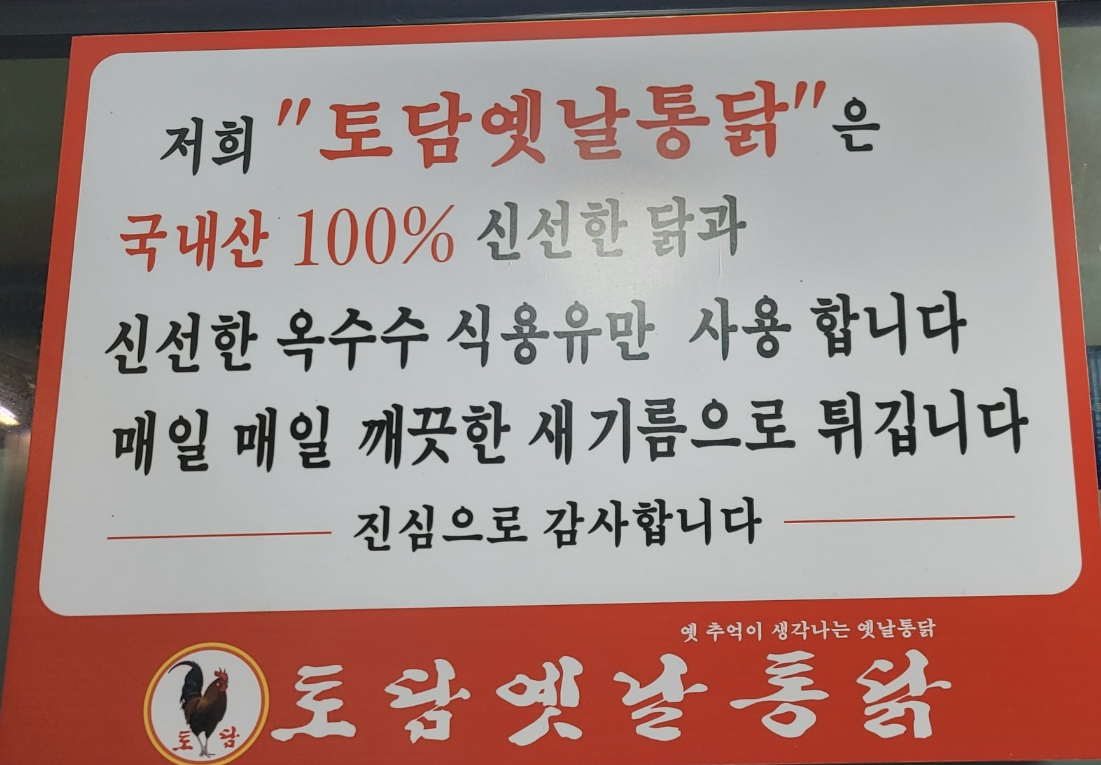 저희 "토담옛날통닭"은
국내산 100% 신선한 닭과
신선한 옥수수 식용유만 사용 합니다
매일 매일 깨끗한 새기름으로 튀깁니다
진심으로 감사합니다
옛 추억이 생각나는 옛날통닭
토담
토담옛날통닭